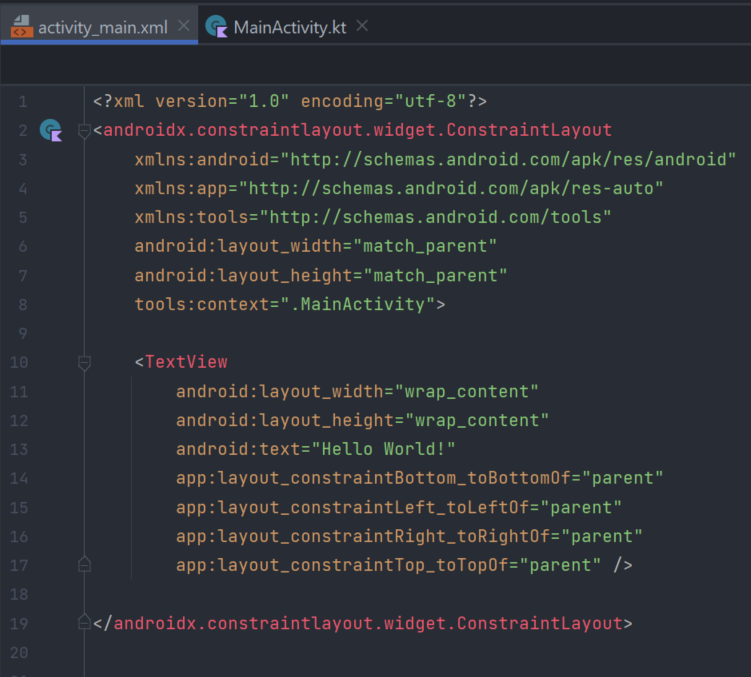 activity_main.xml MainActivity.kt
1 <?xml version="1.0" encoding="utf-8"?>
2 <androidx.constraintlayout.widget.ConstraintLayout
3 xmlns:android="http://schemas.android.com/apk/res/android"
4 xmlns:app="http://schemas.android.com/apk/res-auto"
5 xmlns:tools="http://schemas.android.com/tools"
6 android:layout_width="match_parent"
7 android:layout_height="match_parent"
8 tools:context=".MainActivity">
9
10 <TextView
11 android:layout_width="wrap_content"
12 android:layout_height="wrap_content"
13 android:text="Hello World!"
14 app:layout_constraintBottom_toBottomOf="parent"
15 app:layout_constraintLeft_toLeftOf="parent"
16 app:layout_constraintRight_toRightOf="parent"
17 app:layout_constraintTop_toTopOf="parent" />
18
19 </androidx.constraintlayout.widget.ConstraintLayout>
20